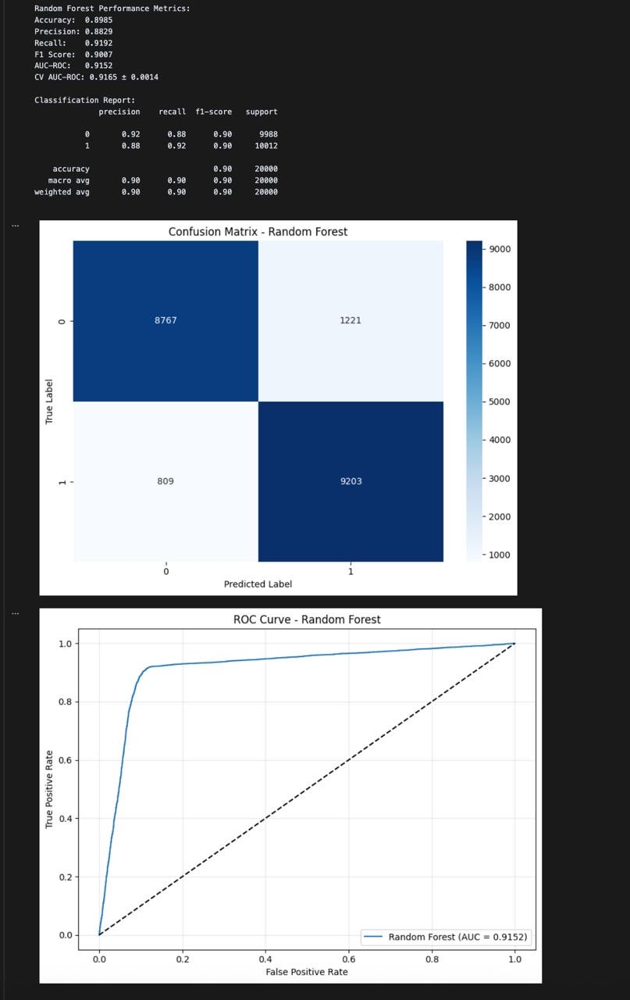 Random Forest Performance Metrics:
Accuracy:  0.8985
Precision: 0.8829
Recall:    0.9192
F1 Score:  0.9007
AUC-ROC:   0.9152
CV AUC-ROC: 0.9165 ± 0.0014
Classification Report:
precision    recall  f1-score   support
0       0.92      0.88      0.90      9988
1       0.88      0.92      0.90     10012
accuracy                           0.90     20000
macro avg       0.90      0.90      0.90     20000
weighted avg       0.90      0.90      0.90     20000
...
Confusion Matrix - Random Forest
9000
8000
7000
6000
5000
4000
3000
2000
1000
True Label
0
8767 1221
1
809 9203
0 1
Predicted Label
...
ROC Curve - Random Forest
True Positive Rate
1.0
0.8
0.6
0.4
0.2
0.0
Random Forest (AUC = 0.9152)
0.0 0.2 0.4 0.6 0.8 1.0
False Positive Rate